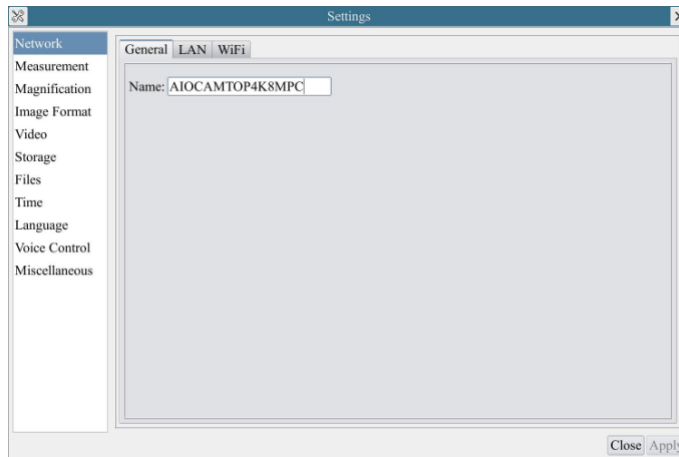 Settings
Network
Measurement
Magnification
Image Format
Video
Storage
Files
Time
Language
Voice Control
Miscellaneous
General LAN WiFi
Name: AIOCAMTOP4K8MPC
Close Apply